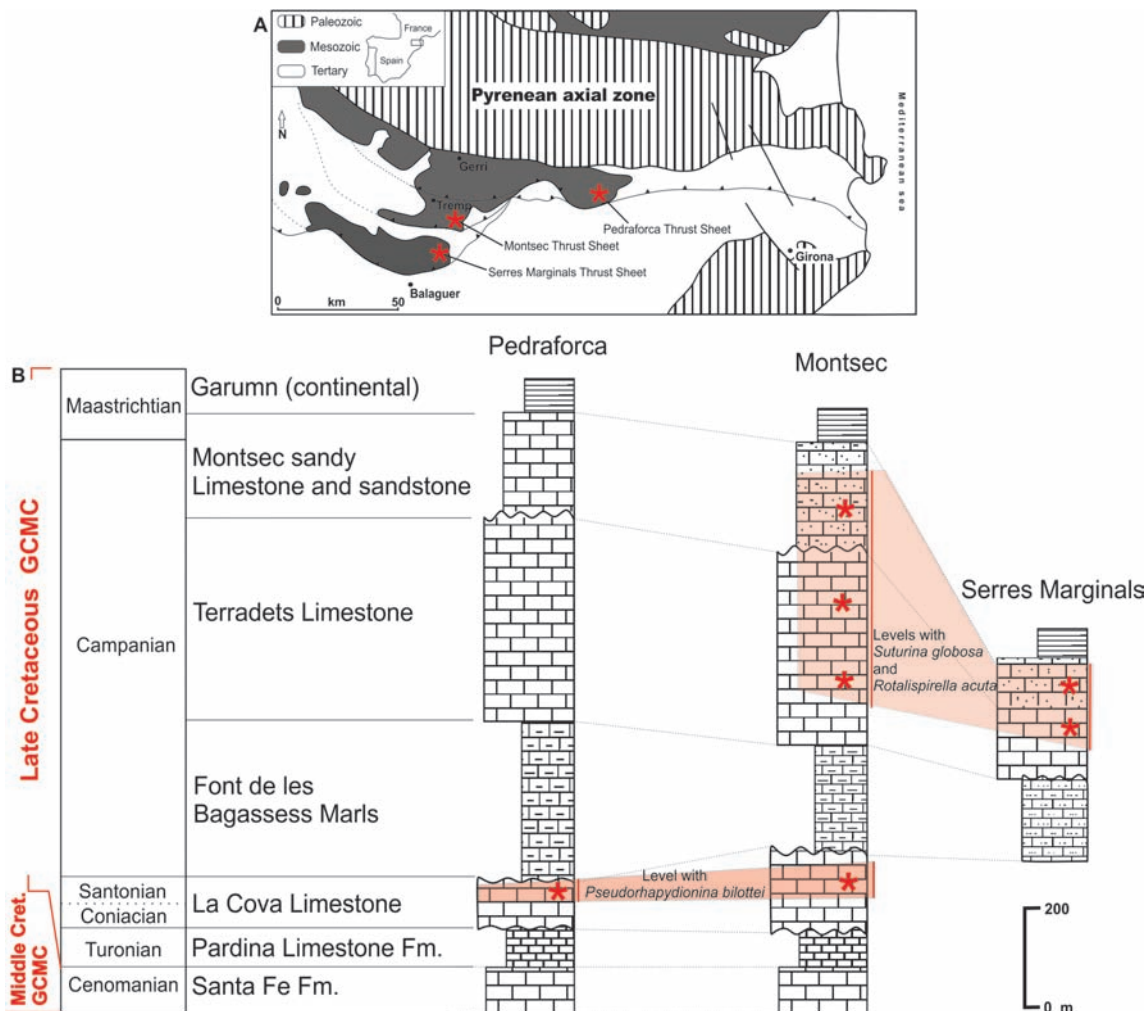 A
Paleozoic
Mesozoic
Tertiary
France
Spain
N
Pyrenean axial zone
Mediterranean sea
Gerri
Tremp
Pedraforca Thrust Sheet
Montsec Thrust Sheet
Serres Marginals Thrust Sheet
Girona
Balaguer
0 km 50
B
Pedraforca
Montsec
Serres Marginals
Late Cretaceous GCMC
Middle Cret.
GCMC
Maastrichtian
Campanian
Santonian
Coniacian
Turonian
Cenomanian
Garumn (continental)
Montsec sandy
Limestone and sandstone
Terradets Limestone
Font de les
Bagassess Marls
La Cova Limestone
Pardina Limestone Fm.
Santa Fe Fm.
Levels with
Suturina globosa
and
Rotalispirella acuta
Level with
Pseudorhapydionina bilottei
200
0 m